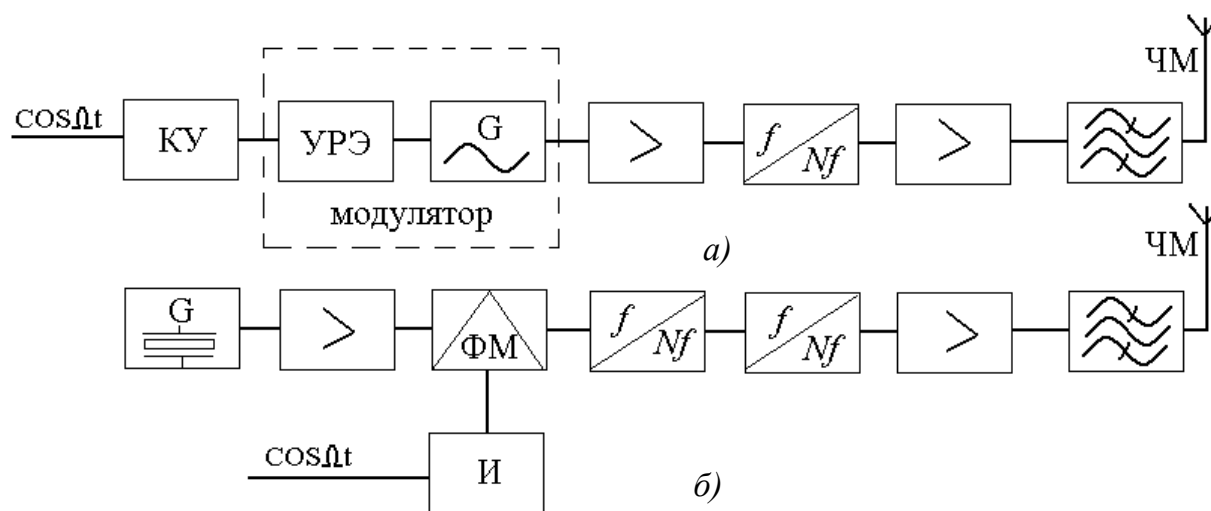 ЧМ
cosΩt
КУ
УРЭ
G
>
f
Nf
>
модулятор
а)
ЧМ
G
>
ФМ
f
Nf
f
Nf
>
cosΩt
И
б)